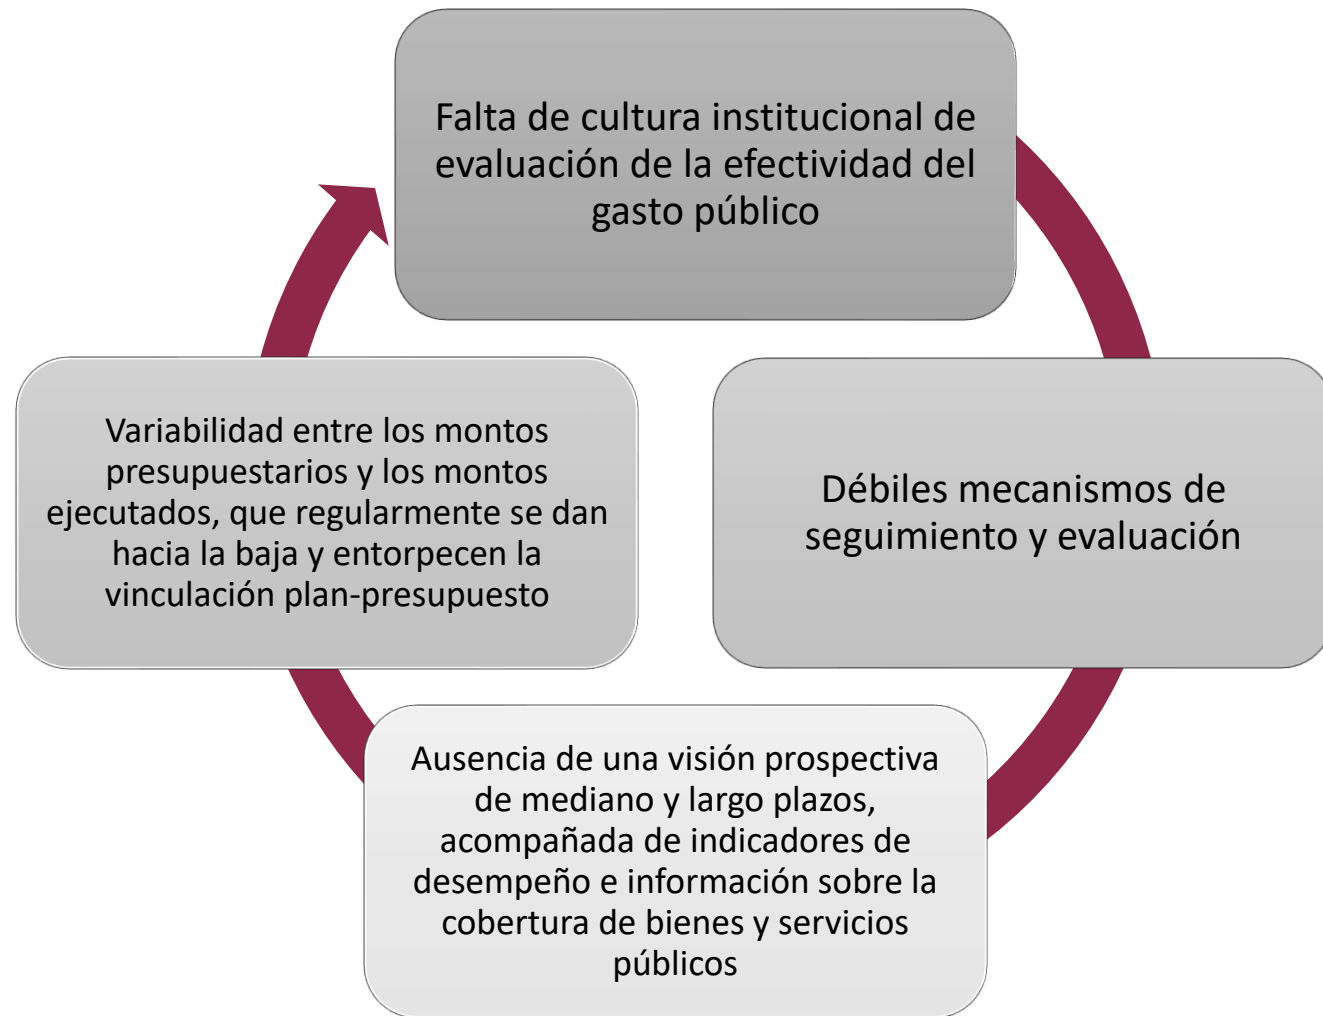 Falta de cultura institucional de
evaluación de la efectividad del
gasto público
Débiles mecanismos de
seguimiento y evaluación
Ausencia de una visión prospectiva
de mediano y largo plazos,
acompañada de indicadores de
desempeño e información sobre la
cobertura de bienes y servicios
públicos
Variabilidad entre los montos
presupuestarios y los montos
ejecutados, que regularmente se dan
hacia la baja y entorpecen la
vinculación plan-presupuesto